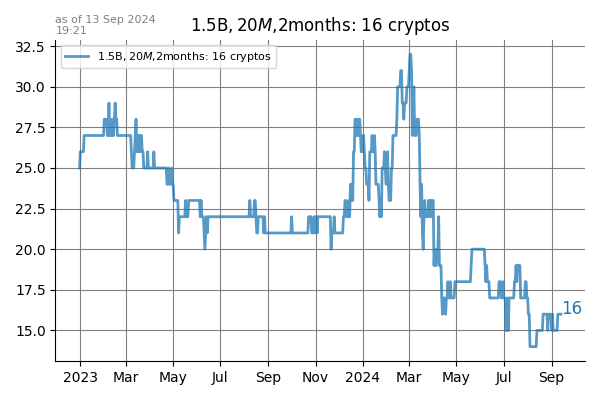 as of 13 Sep 2024
19:21
1.5B, 20M,2months: 16 cryptos
1.5B, 20M,2months: 16 cryptos
32.5
30.0
27.5
25.0
22.5
20.0
17.5
15.0
16
2023 Mar May Jul Sep Nov 2024 Mar May Jul Sep